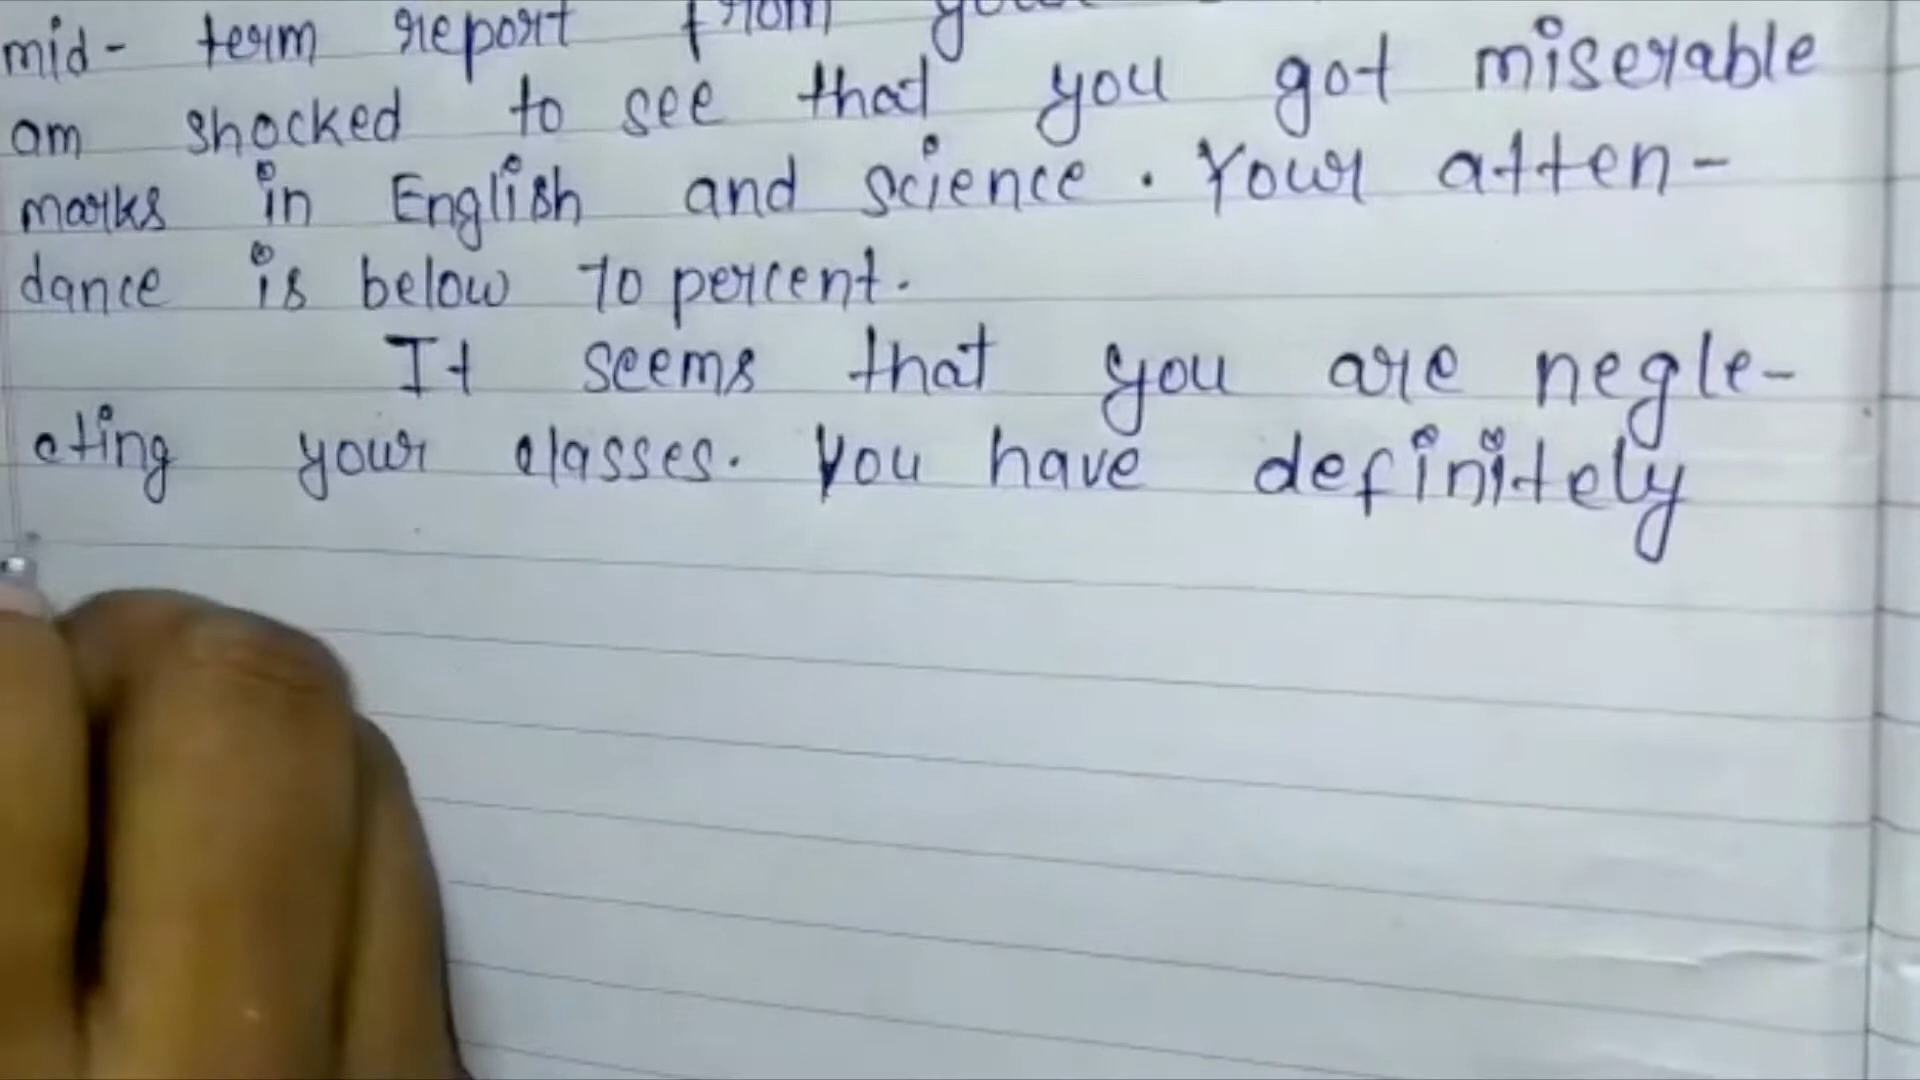 mid- term report from your
am shocked to see that you got miserable
marks in English and science. Your atten-
dance is below 70 percent.
It seems that you are negle-
cting your classes. You have definitely